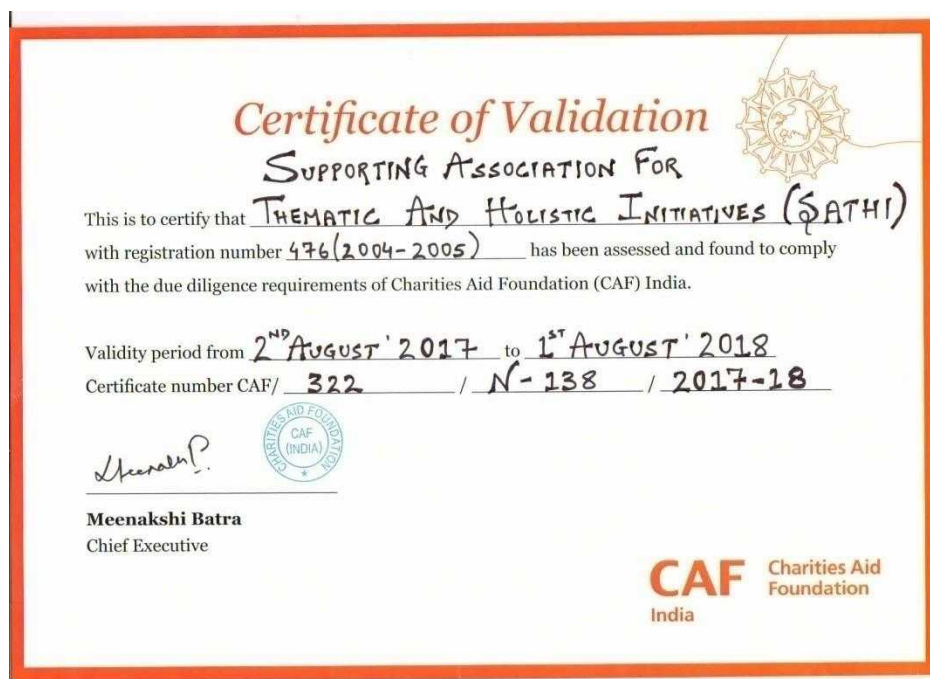 Certificate of Validation
SUPPORTING ASSOCIATION FOR
This is to certify that THEMATIC AND HOLISTIC INITIATIVES (SATHI)
with registration number 476(2004-2005) has been assessed and found to comply
with the due diligence requirements of Charities Aid Foundation (CAF) India.
Validity period from 2ND AUGUST'2017 to 1ST AUGUST'2018
Certificate number CAF/ 322 / N-138 / 2017-18
CHARITIES AID FOUNDATION
CAF
(INDIA)
Meenakshi Batra
Chief Executive
CAF Charities Aid
Foundation
India